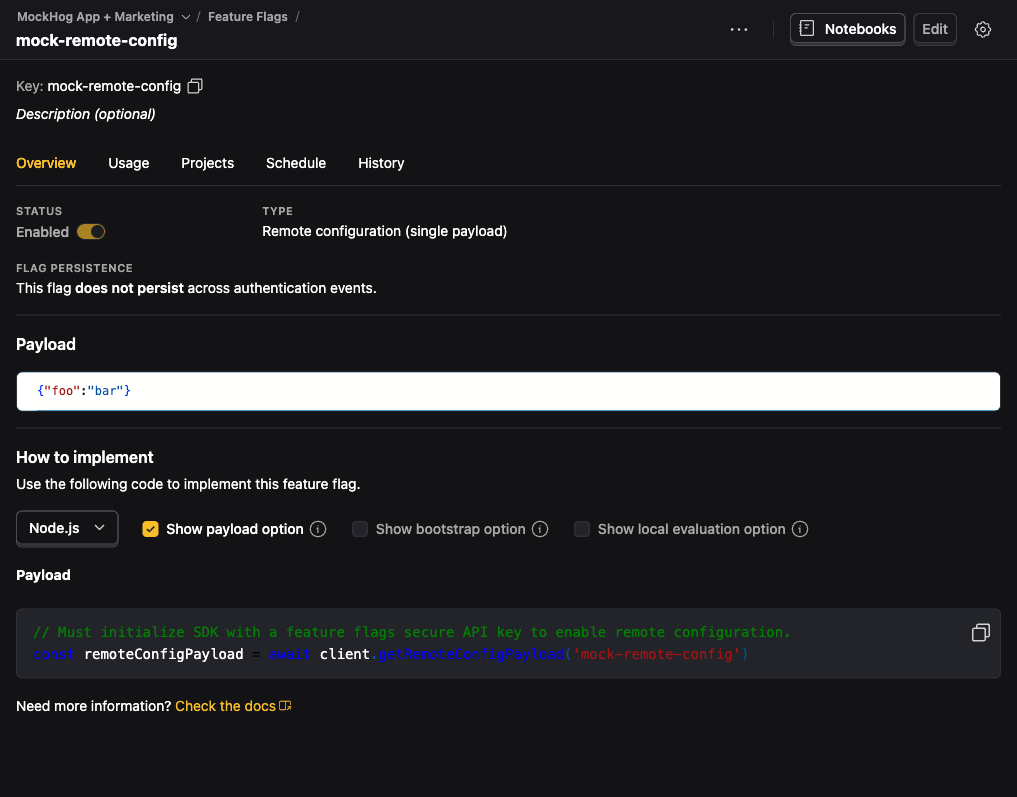 MockHog App + Marketing / Feature Flags /
mock-remote-config
Notebooks
Edit
Key: mock-remote-config
Description (optional)
Overview Usage Projects Schedule History
STATUS
Enabled
TYPE
Remote configuration (single payload)
FLAG PERSISTENCE
This flag does not persist across authentication events.
Payload
{"foo":"bar"}
How to implement
Use the following code to implement this feature flag.
Node.js Show payload option Show bootstrap option Show local evaluation option
Payload
// Must initialize SDK with a feature flags secure API key to enable remote configuration.
const remoteConfigPayload = await client.getRemoteConfigPayload('mock-remote-config')
Need more information? Check the docs